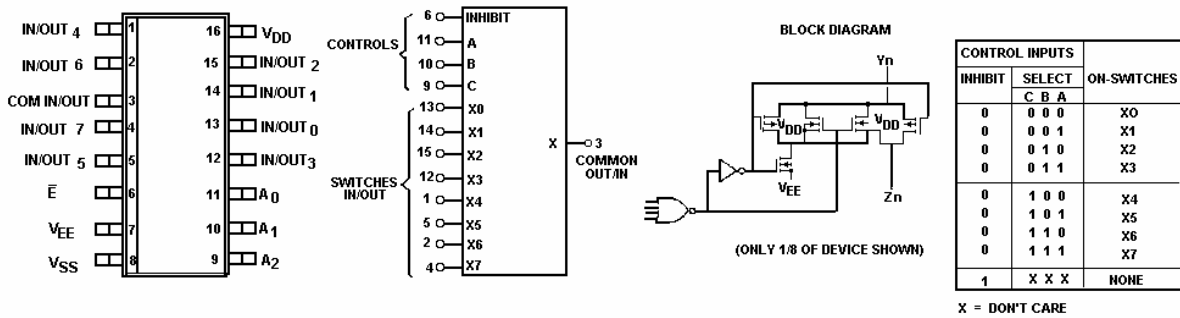 IN/OUT 4
IN/OUT 6
COM IN/OUT
IN/OUT 7
IN/OUT 5
E̅
VEE
VSS
1
2
3
4
5
6
7
8
16
15
14
13
12
11
10
9
VDD
IN/OUT 2
IN/OUT 1
IN/OUT 0
IN/OUT3
A0
A1
A2
CONTROLS
SWITCHES
IN/OUT
6 INHIBIT
11 A
10 B
9 C
13 X0
14 X1
15 X2
12 X3
1 X4
5 X5
2 X6
4 X7
X 3
COMMON
OUT/IN
BLOCK DIAGRAM
Yn
VDD
VDD
VEE
Zn
(ONLY 1/8 OF DEVICE SHOWN)
CONTROL INPUTS
INHIBIT SELECT ON-SWITCHES
C B A
0 0 0 0 XO
0 0 0 1 X1
0 0 1 0 X2
0 0 1 1 X3
0 1 0 0 X4
0 1 0 1 X5
0 1 1 0 X6
0 1 1 1 X7
1 X X X NONE
X = DON'T CARE